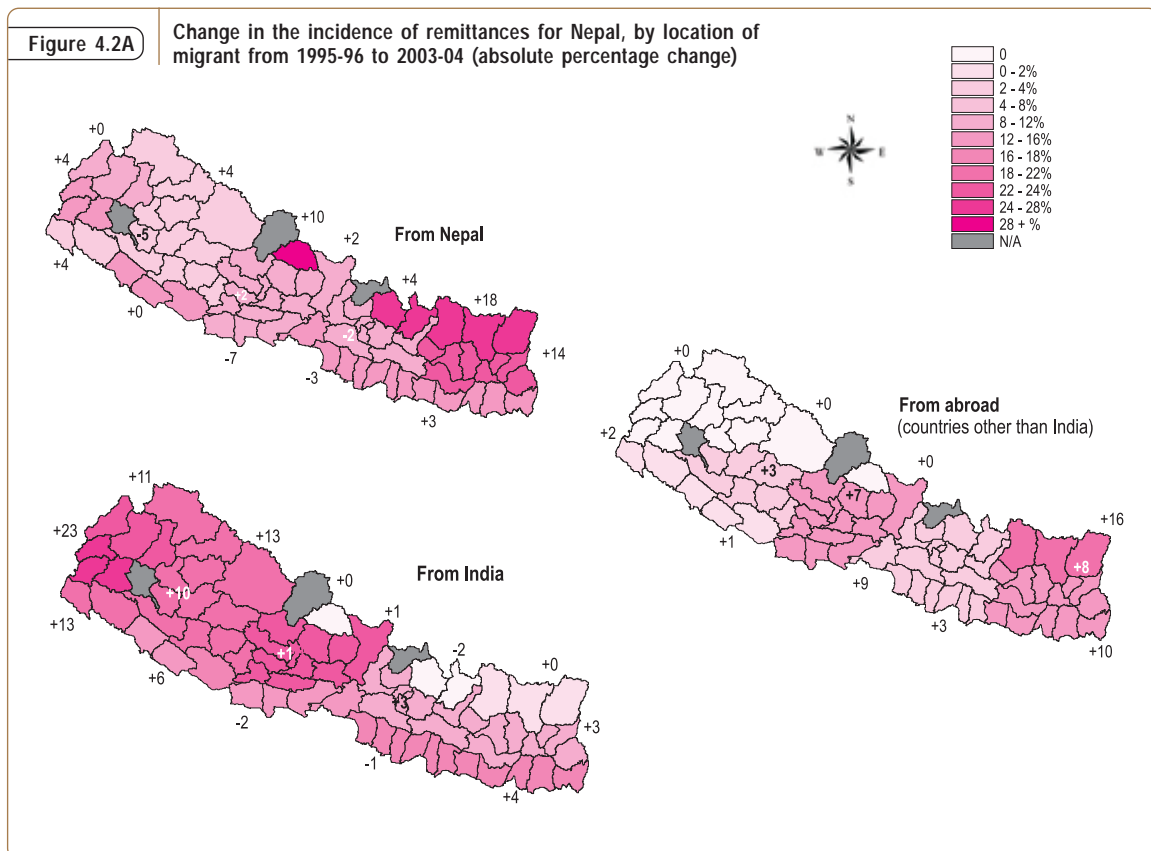 Figure 4.2A
Change in the incidence of remittances for Nepal, by location of
migrant from 1995-96 to 2003-04 (absolute percentage change)
0
0 - 2%
2 - 4%
4 - 8%
8 - 12%
12 - 16%
16 - 18%
18 - 22%
22 - 24%
24 - 28%
28 + %
N/A
N
W E
S
From Nepal
+0
+4
+4
+10
+2
-5
+4
+4
+18
+0
-2
-2
+14
-7
-3
+3
From abroad
(countries other than India)
+0
+0
+2
+3
+0
+7
+16
+1
+8
+9
+3
+10
From India
+11
+23
+13
+0
+10
+1
+13
-2
+0
+1
+6
+3
+3
-2
-1
+4